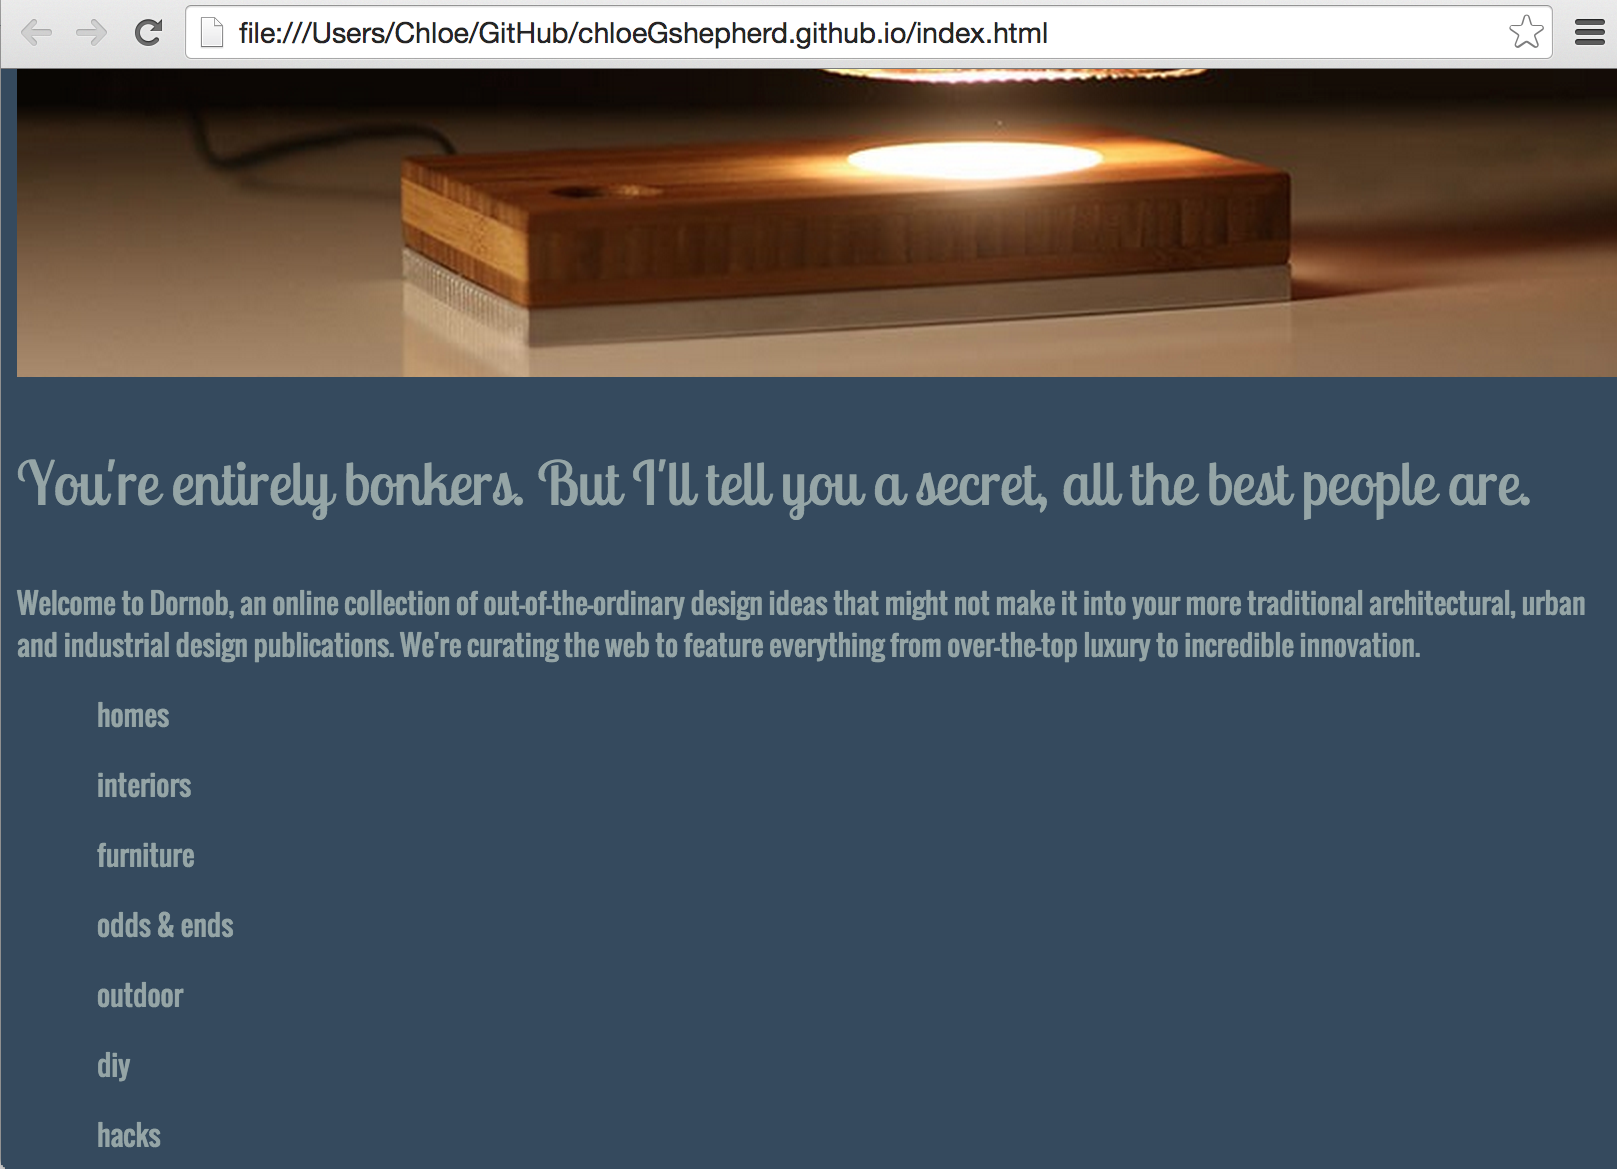 file:///Users/Chloe/GitHub/chloeGshepherd.github.io/index.html
You're entirely bonkers. But I'll tell you a secret, all the best people are.
Welcome to Dornob, an online collection of out-of-the-ordinary design ideas that might not make it into your more traditional architectural, urban
and industrial design publications. We're curating the web to feature everything from over-the-top luxury to incredible innovation.
homes
interiors
furniture
odds & ends
outdoor
diy
hacks